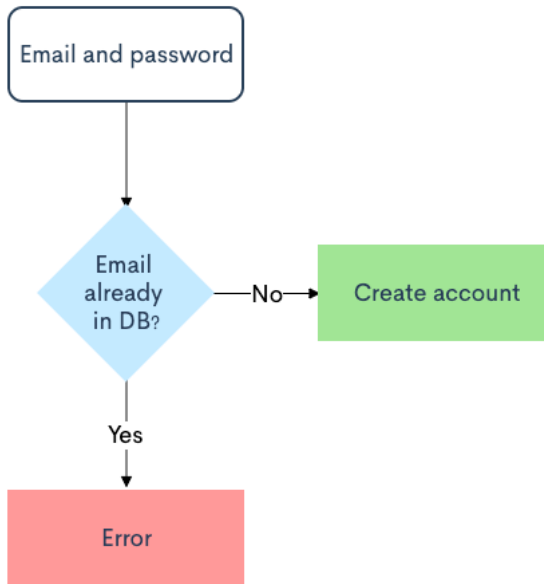 Email and password
Email
already
in DB?
No
Create account
Yes
Error